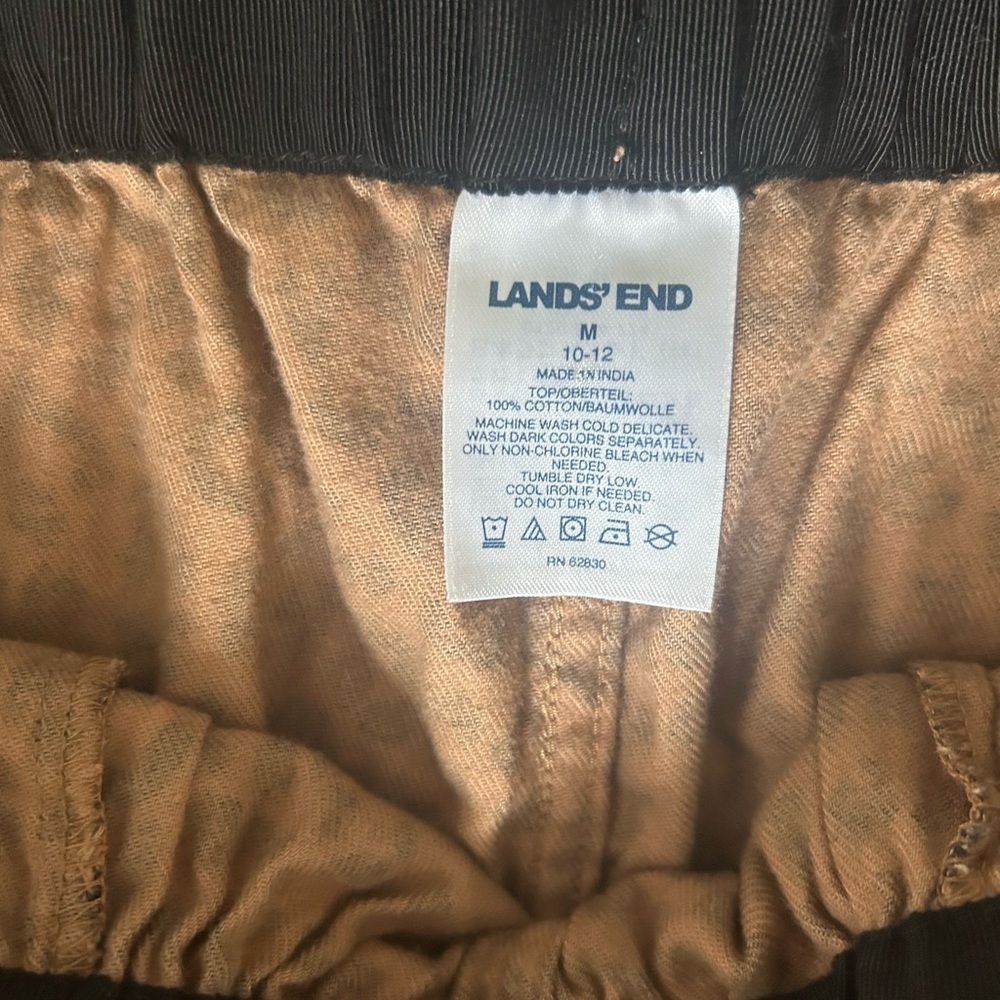 LANDS' END
M
10-12
MADE IN INDIA
TOP/OBERTEIL:
100% COTTON/BAUMWOLLE
MACHINE WASH COLD DELICATE.
WASH DARK COLORS SEPARATELY.
ONLY NON-CHLORINE BLEACH WHEN
NEEDED.
TUMBLE DRY LOW.
COOL IRON IF NEEDED.
DO NOT DRY CLEAN.
RN 62830